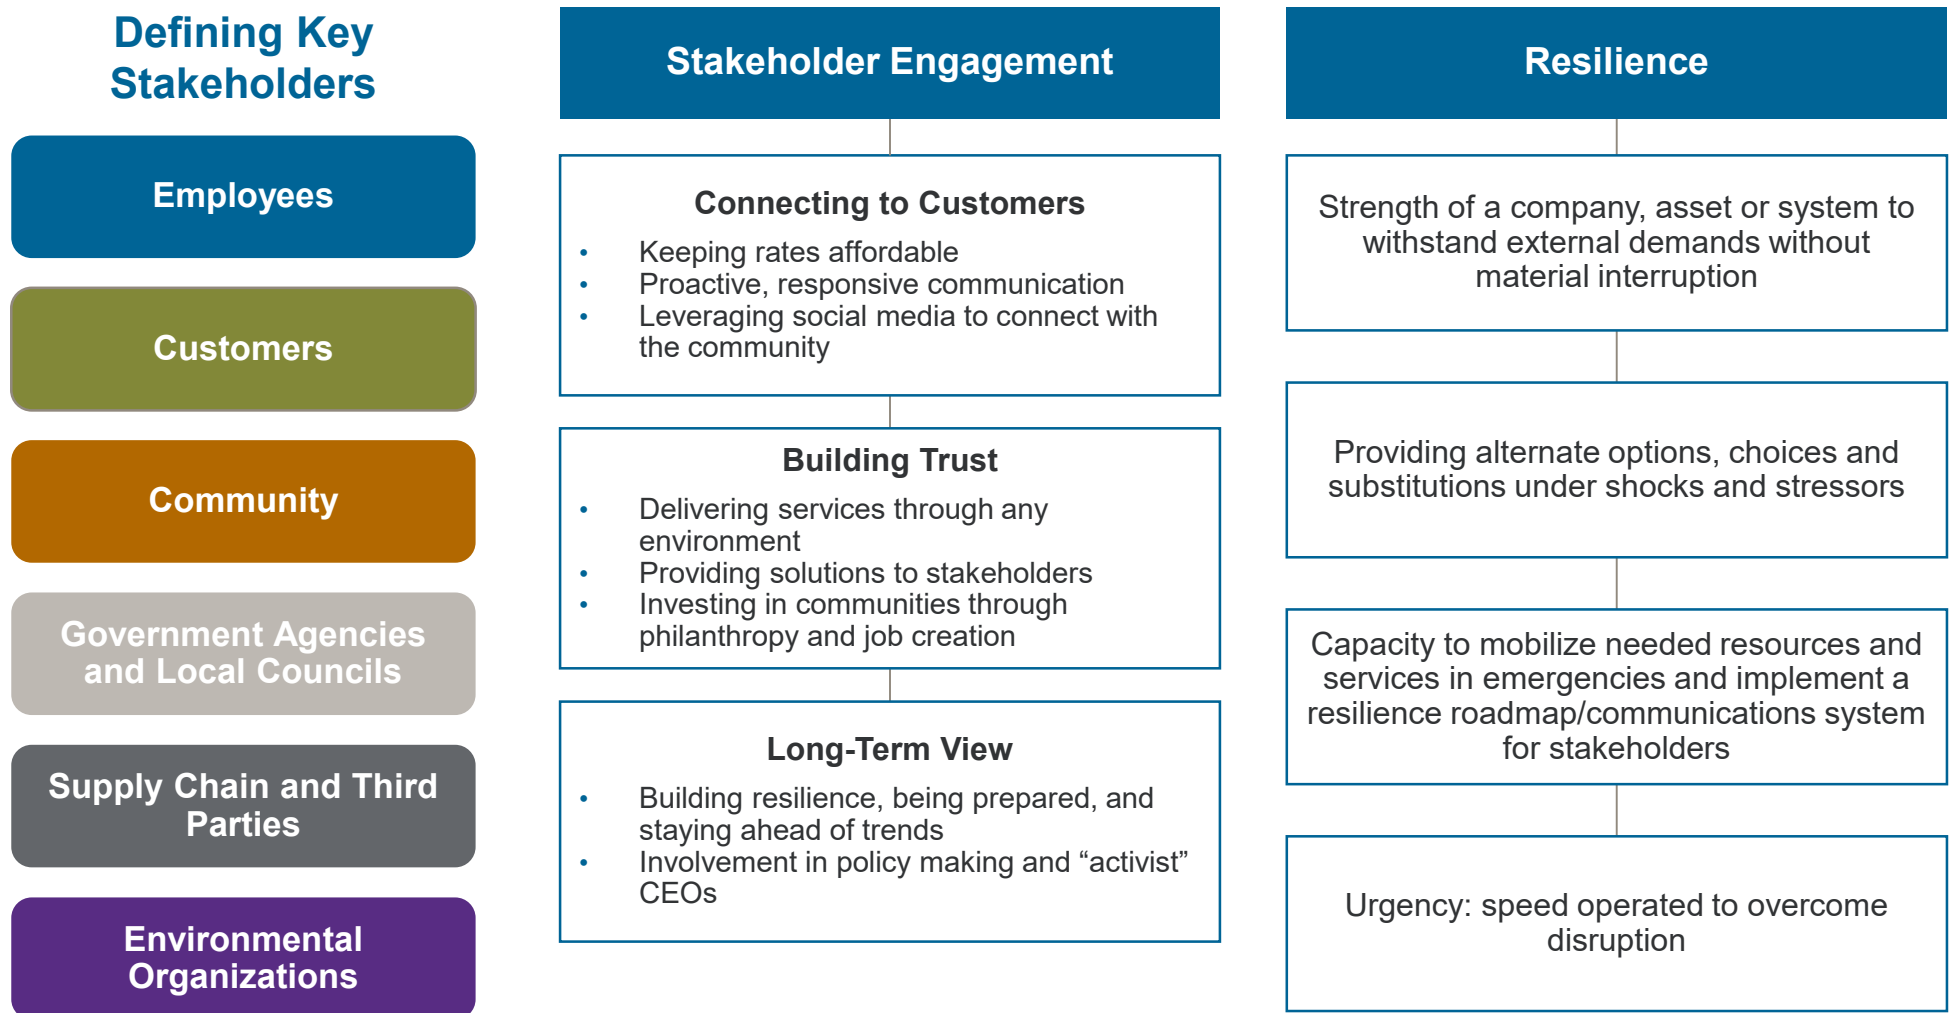 Defining Key
Stakeholders
Employees
Customers
Community
Government Agencies
and Local Councils
Supply Chain and Third
Parties
Environmental
Organizations
Stakeholder Engagement
Connecting to Customers
• Keeping rates affordable
• Proactive, responsive communication
• Leveraging social media to connect with
the community
Building Trust
• Delivering services through any
environment
• Providing solutions to stakeholders
• Investing in communities through
philanthropy and job creation
Long-Term View
• Building resilience, being prepared, and
staying ahead of trends
• Involvement in policy making and “activist”
CEOs
Resilience
Strength of a company, asset or system to
withstand external demands without
material interruption
Providing alternate options, choices and
substitutions under shocks and stressors
Capacity to mobilize needed resources and
services in emergencies and implement a
resilience roadmap/communications system
for stakeholders
Urgency: speed operated to overcome
disruption